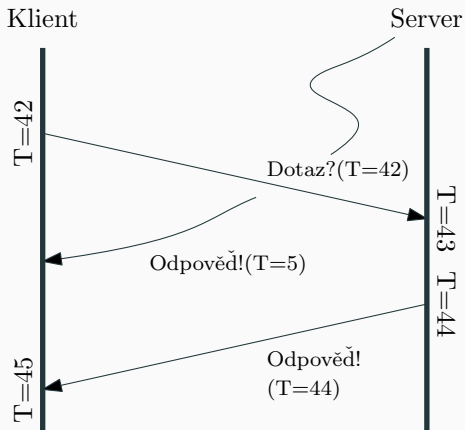 Klient
Server
T=42
Dotaz?(T=42)
T=43
Odpověď!(T=5)
T=44
Odpověď!
(T=44)
T=45